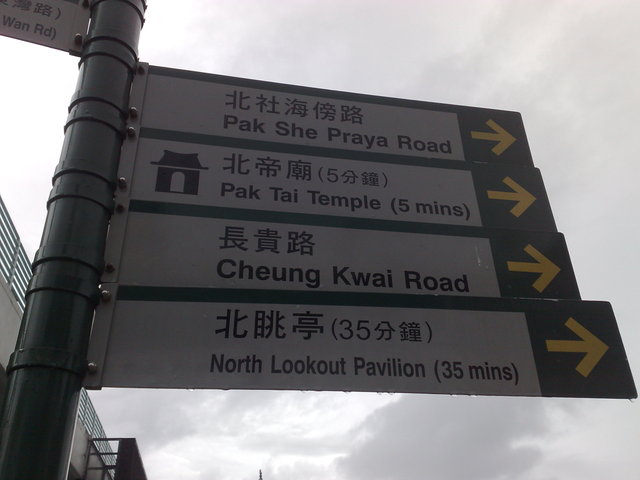 灣路)
Wan Rd)
北社海傍路
Pak She Praya Road
北帝廟 (5分鐘)
Pak Tai Temple (5 mins)
長貴路
Cheung Kwai Road
北眺亭 (35分鐘)
North Lookout Pavilion (35 mins)